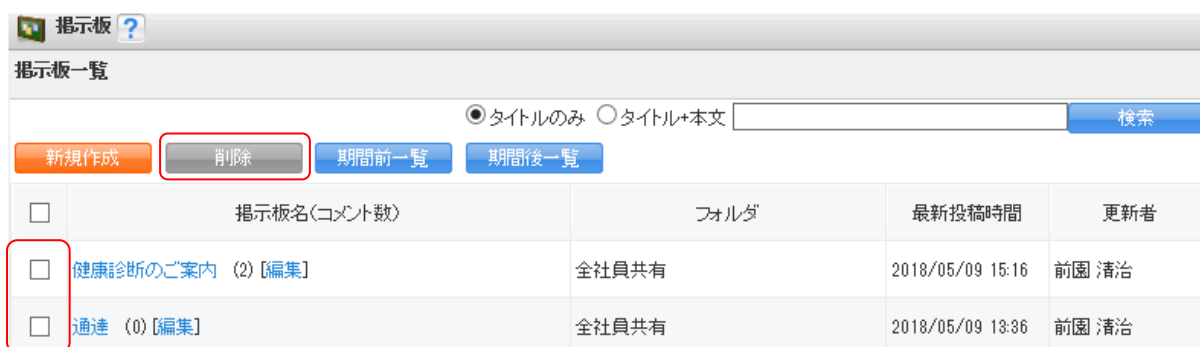 掲示板 ?
掲示板一覧
タイトルのみ タイトル+本文 検索
新規作成 削除 期間前一覧 期間後一覧
掲示板名(コメント数) フォルダ 最新投稿時間 更新者
健康診断のご案内 (2) [編集] 全社員共有 2018/05/09 15:16 前園 清治
通達 (0) [編集] 全社員共有 2018/05/09 13:36 前園 清治